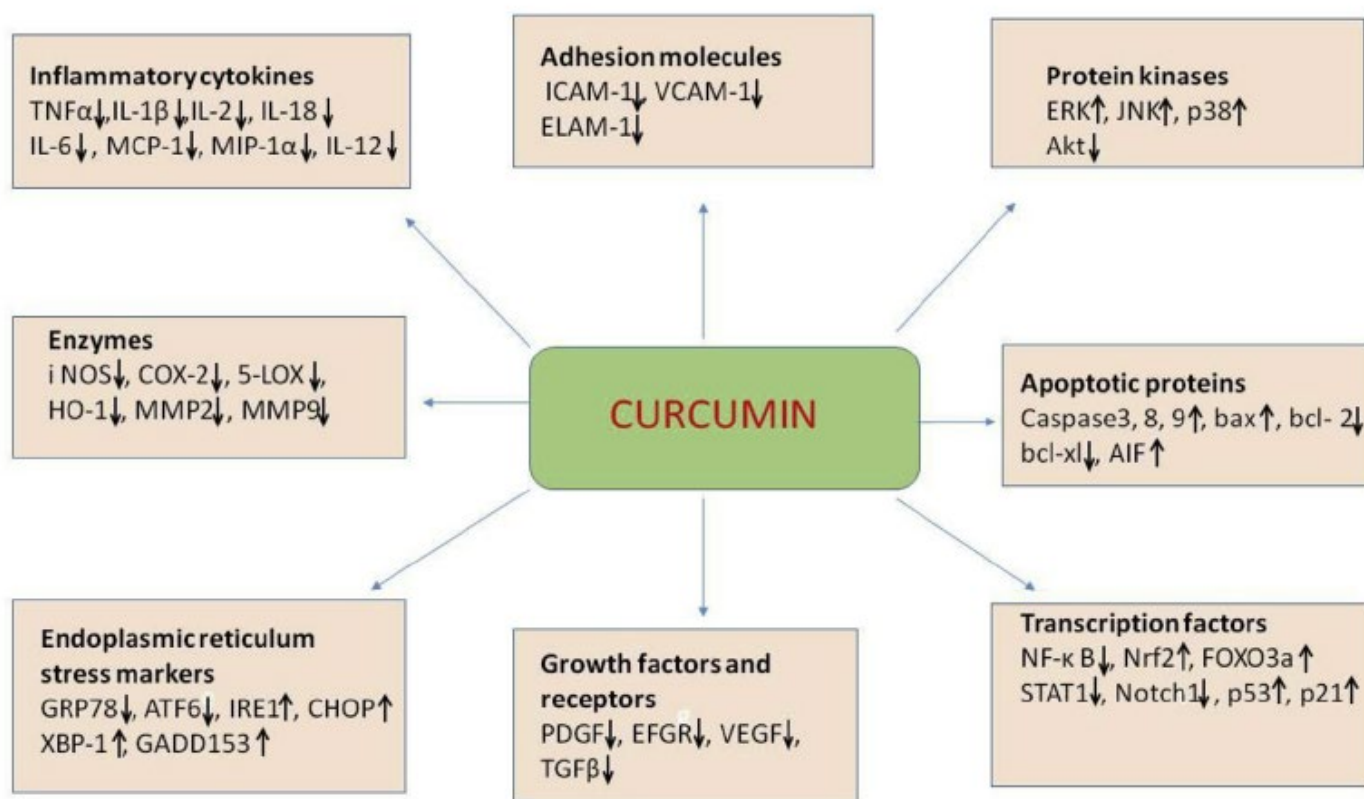 Inflammatory cytokines
TNFα↓,IL-1β↓,IL-2↓, IL-18↓
IL-6↓, MCP-1↓, MIP-1α↓, IL-12↓
Adhesion molecules
ICAM-1↓, VCAM-1↓
ELAM-1↓
Protein kinases
ERK↑, JNK↑, p38↑
Akt↓
Enzymes
i NOS↓, COX-2↓, 5-LOX↓,
HO-1↓, MMP2↓, MMP9↓
CURCUMIN
Apoptotic proteins
Caspase3, 8, 9↑, bax↑, bcl- 2↓
bcl-xl↓, AIF↑
Endoplasmic reticulum
stress markers
GRP78↓, ATF6↓, IRE1↑, CHOP↑
XBP-1↑, GADD153↑
Growth factors and
receptors
PDGF↓, EFGR↓, VEGF↓,
TGFβ↓
Transcription factors
NF-κ B↓, Nrf2↑, FOXO3a↑
STAT1↓, Notch1↓, p53↑, p21↑